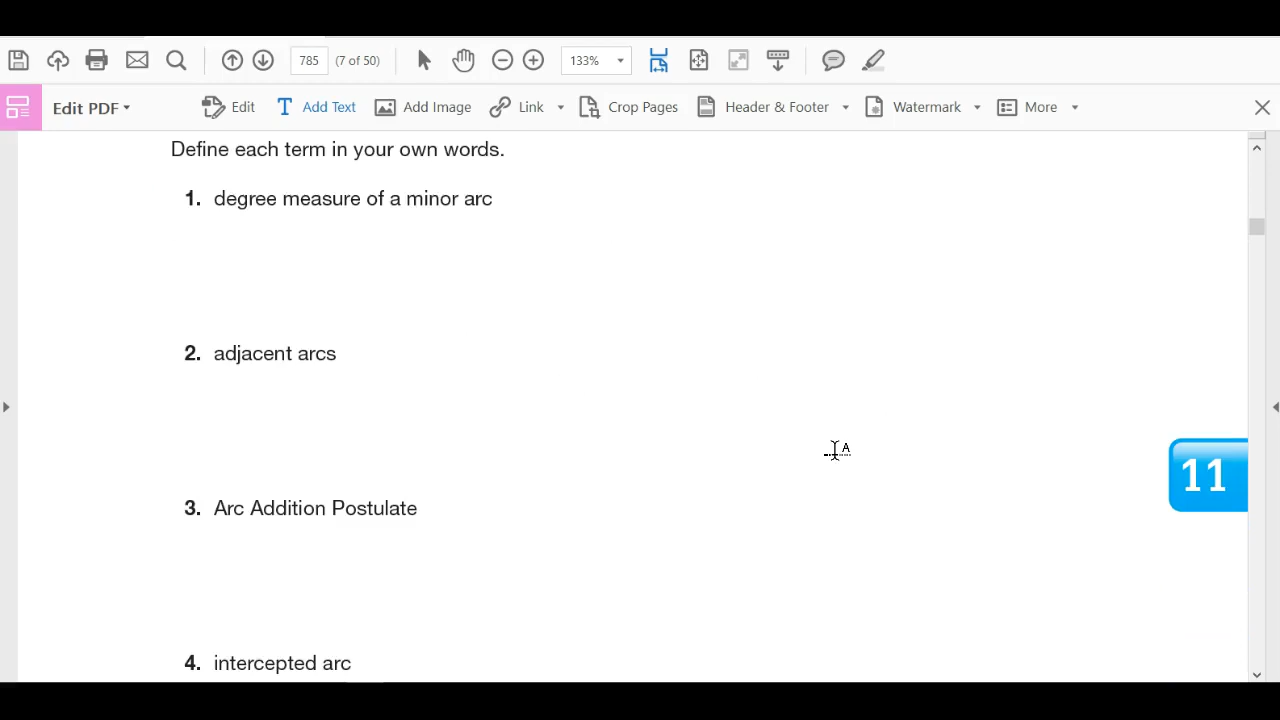 785 (7 of 50) 133%
Edit PDF Edit Add Text Add Image Link Crop Pages Header & Footer Watermark More
Define each term in your own words.
1. degree measure of a minor arc
2. adjacent arcs
A
11
3. Arc Addition Postulate
4. intercepted arc